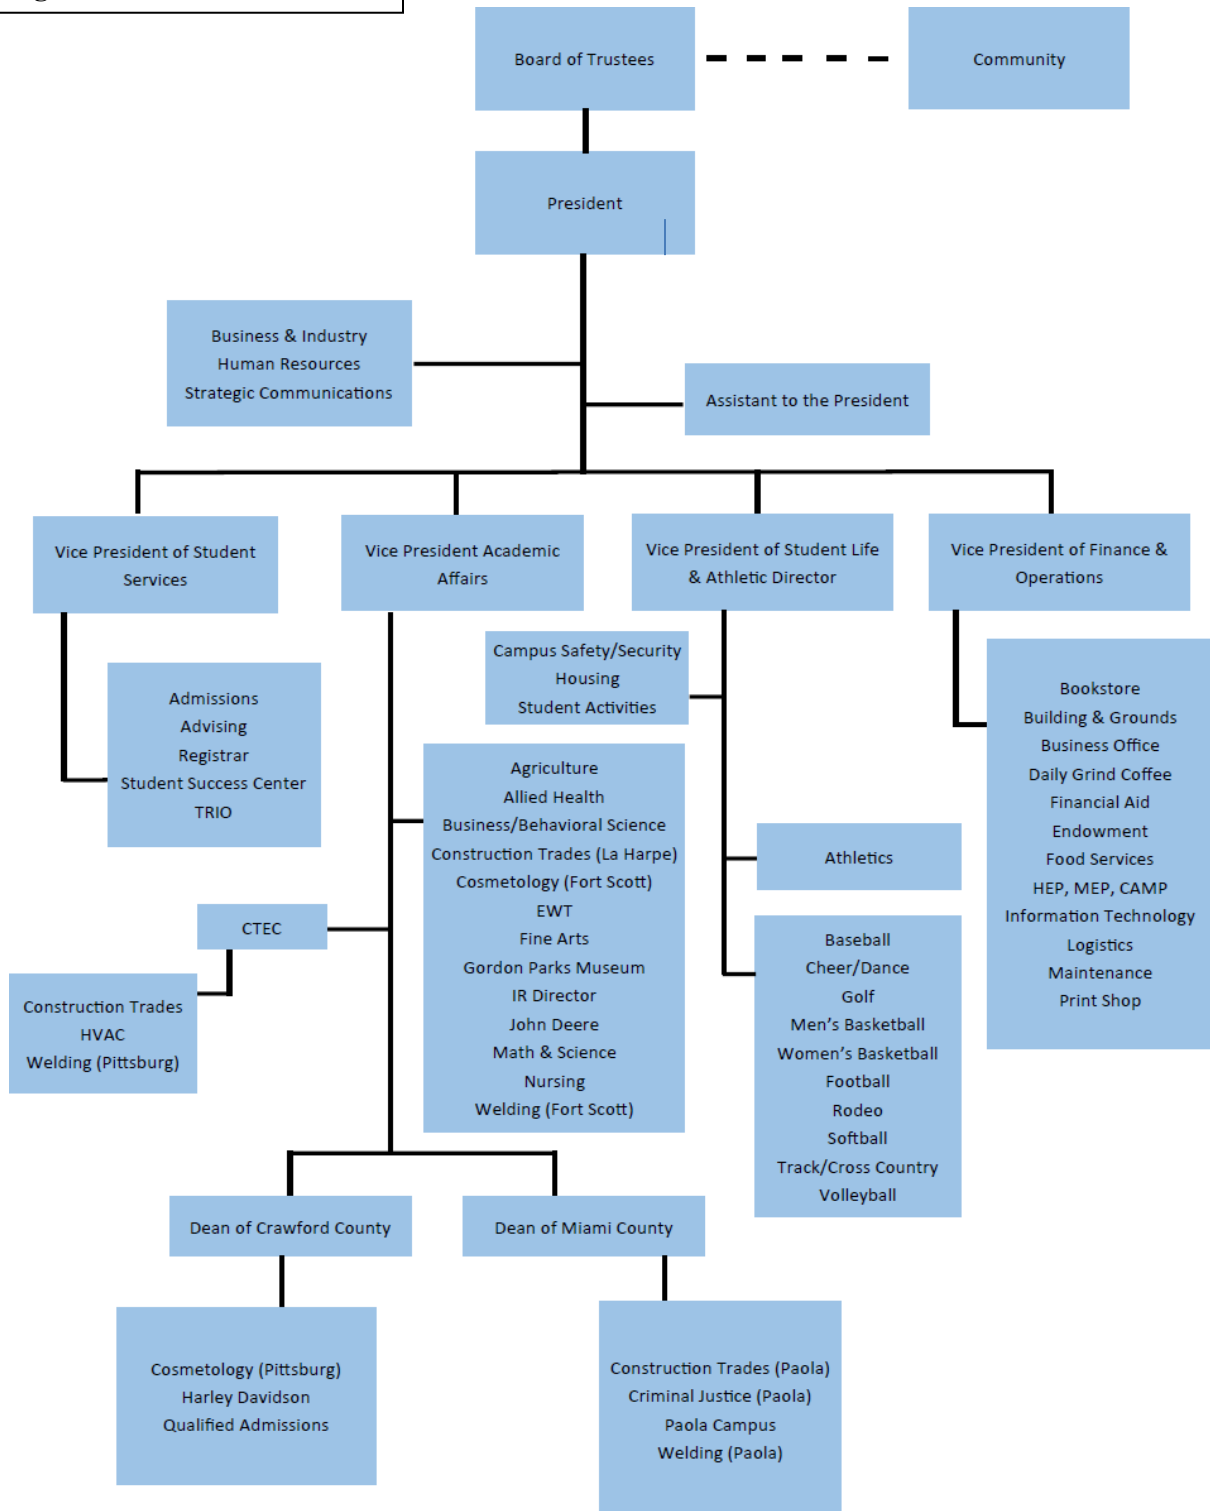 Board of Trustees
Community
President
Business & Industry
Human Resources
Strategic Communications
Assistant to the President
Vice President of Student
Services
Vice President Academic
Affairs
Vice President of Student Life
& Athletic Director
Vice President of Finance &
Operations
Admissions
Advising
Registrar
Student Success Center
TRIO
Campus Safety/Security
Housing
Student Activities
Bookstore
Building & Grounds
Business Office
Daily Grind Coffee
Financial Aid
Endowment
Food Services
HEP, MEP, CAMP
Information Technology
Logistics
Maintenance
Print Shop
Agriculture
Allied Health
Business/Behavioral Science
Construction Trades (La Harpe)
Cosmetology (Fort Scott)
EWT
Fine Arts
Gordon Parks Museum
IR Director
John Deere
Math & Science
Nursing
Welding (Fort Scott)
Athletics
CTEC
Construction Trades
HVAC
Welding (Pittsburg)
Baseball
Cheer/Dance
Golf
Men’s Basketball
Women’s Basketball
Football
Rodeo
Softball
Track/Cross Country
Volleyball
Dean of Crawford County
Dean of Miami County
Cosmetology (Pittsburg)
Harley Davidson
Qualified Admissions
Construction Trades (Paola)
Criminal Justice (Paola)
Paola Campus
Welding (Paola)